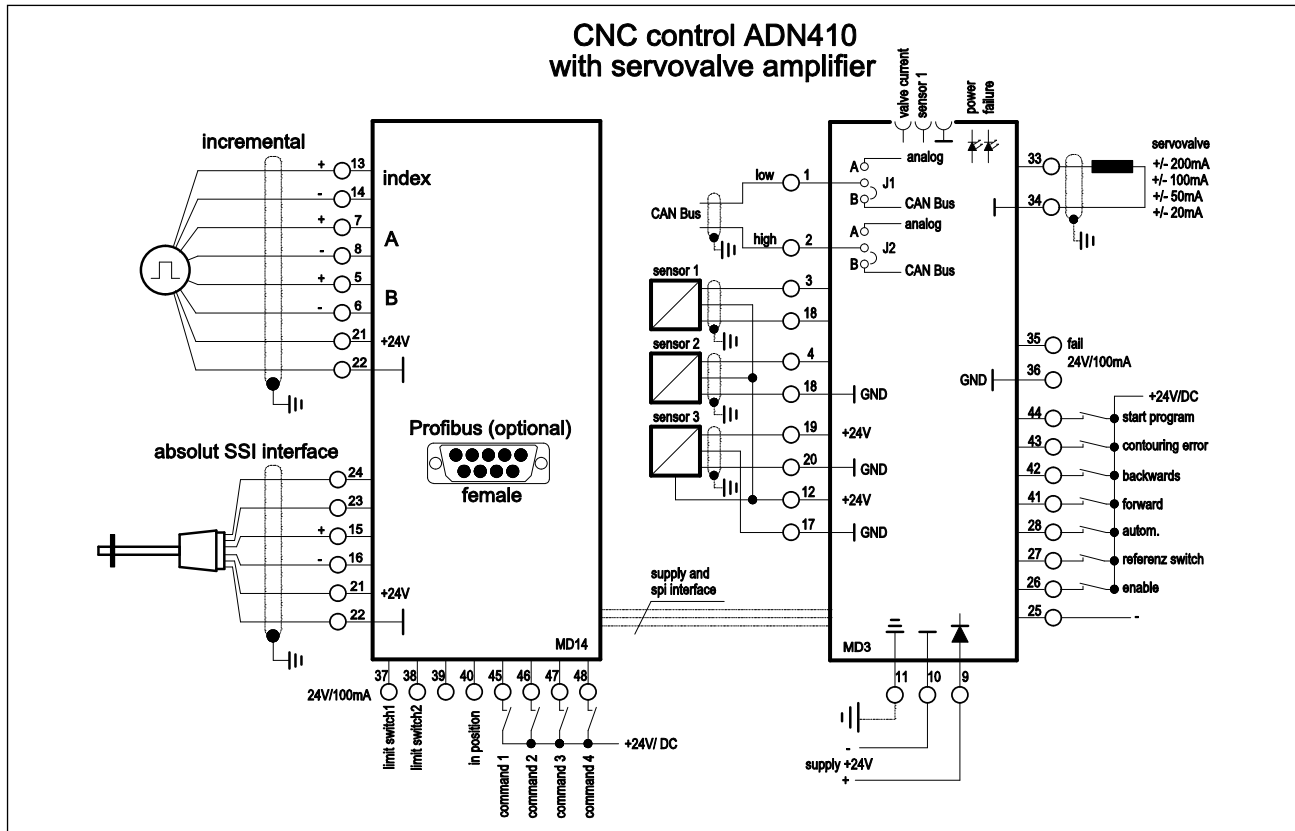 CNC control ADN410
with servovalve amplifier
incremental
+ 13
index
- 14
+ 7
A
- 8
+ 5
B
- 6
21
+24V
22
absolut SSI interface
24
23
+ 15
- 16
21
+24V
22
Profibus (optional)
female
MD14
24V/100mA
37
38
39
40
45
46
47
48
limit switch1
limit switch2
in position
command 1
command 2
command 3
command 4
+24V/ DC
supply and
spi interface
valve current
sensor 1
power
failure
low 1
CAN Bus
high 2
A analog
J1
B CAN Bus
A analog
J2
B CAN Bus
sensor 1
3
18
sensor 2
4
18 GND
sensor 3
19 +24V
20 GND
12 +24V
17 GND
33
34
servovalve
+/- 200mA
+/- 100mA
+/- 50mA
+/- 20mA
35 fail
24V/100mA
GND 36
+24V/DC
44 start program
43 contouring error
42 backwards
41 forward
28 autom.
27 referenz switch
26 enable
25 -
MD3
11
10
9
-
supply +24V
+